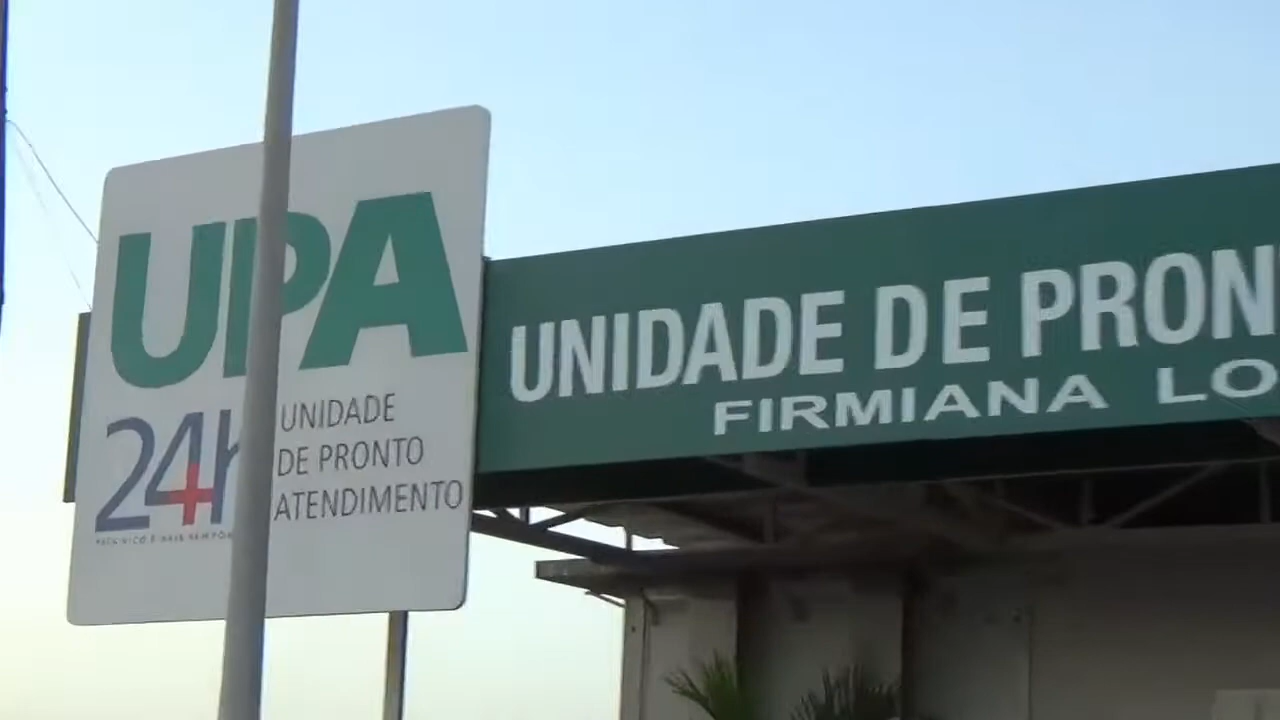 UPA
24h
UNIDADE
DE PRONTO
ATENDIMENTO
UNIDADE DE PRON
FIRMIANA LO